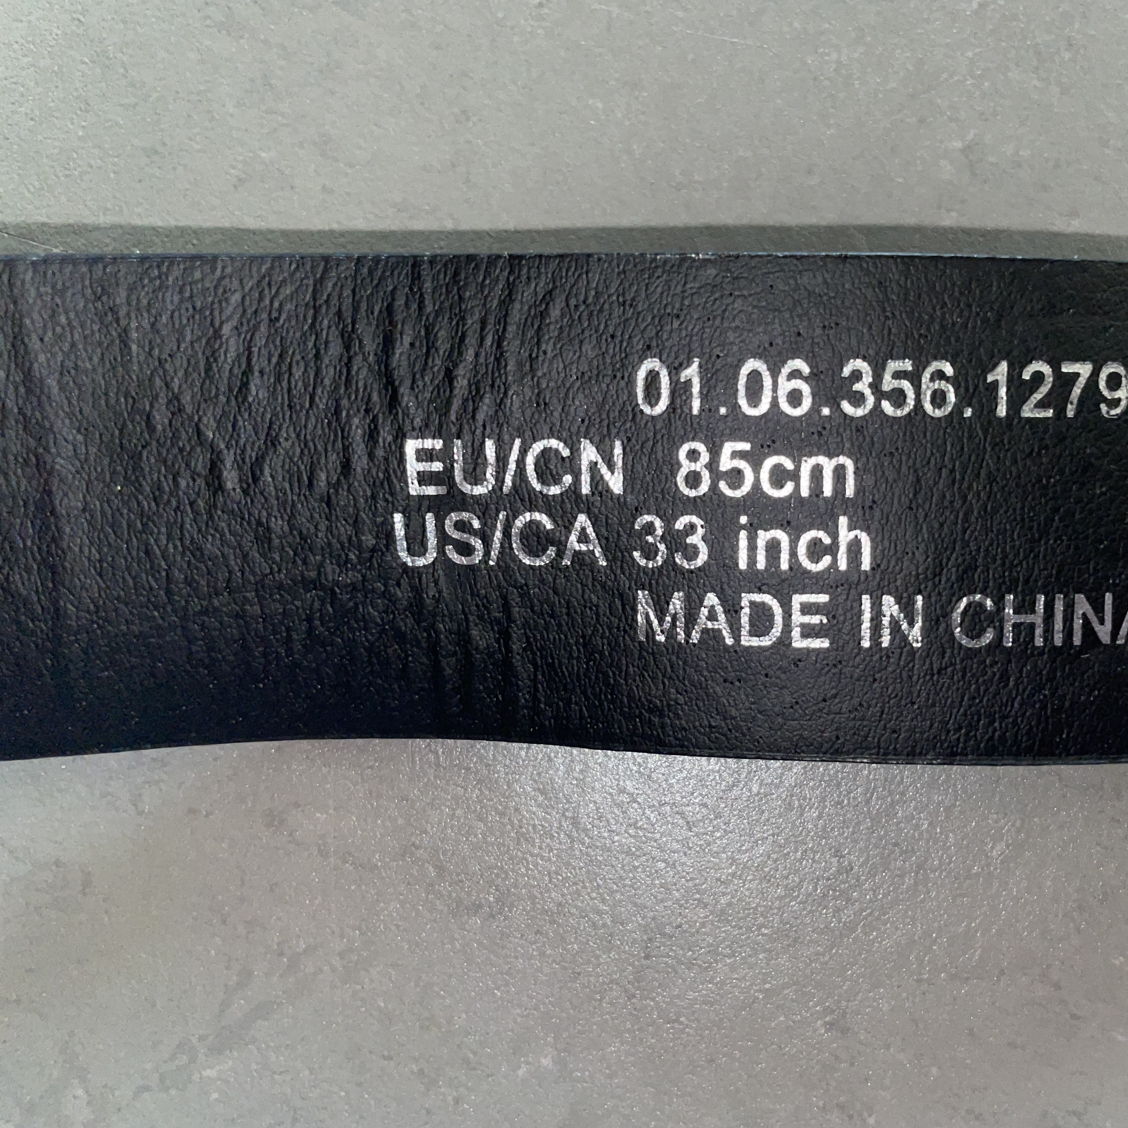 01.06.356.1279
EU/CN 85cm
US/CA 33 inch
MADE IN CHINA